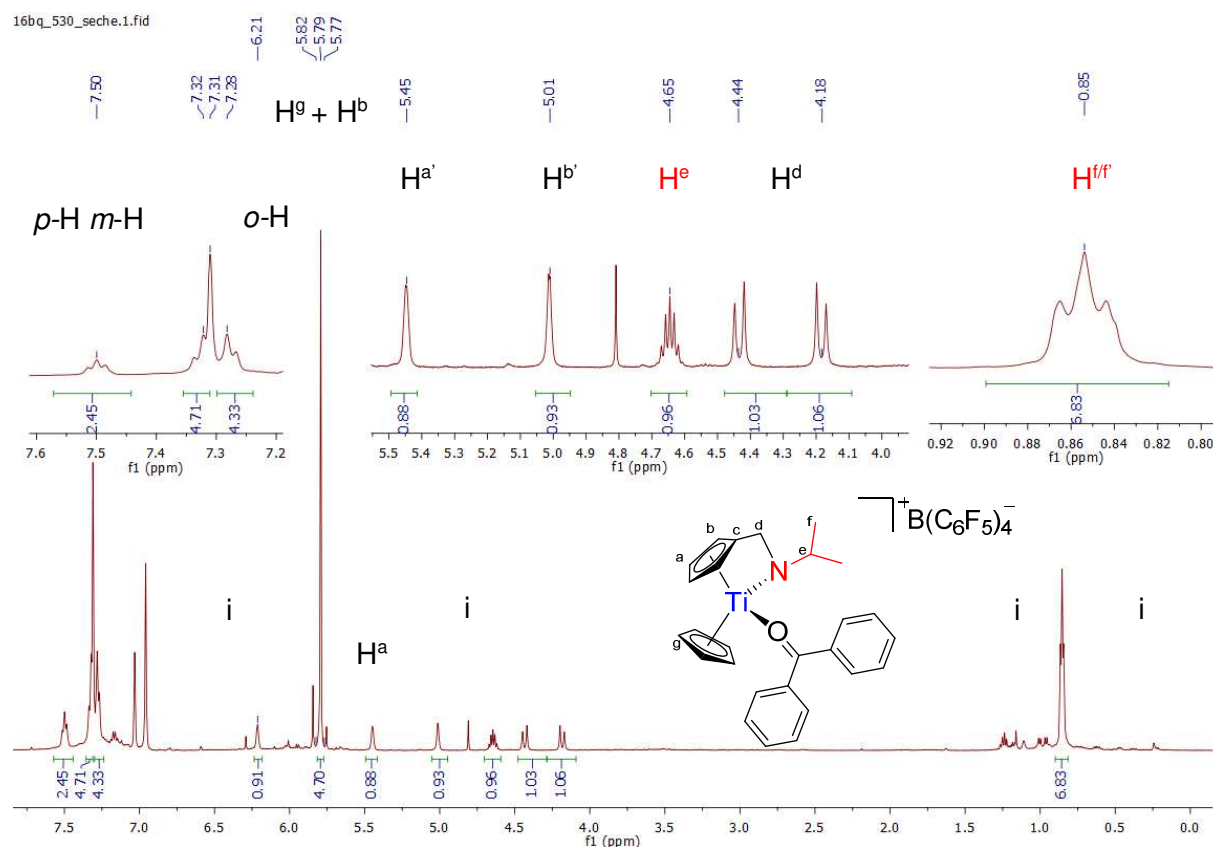 16bq_530_seche.1.fid
7.50
7.32
7.31
7.28
6.21
5.82
5.79
5.77
5.45
5.01
4.65
4.44
4.18
0.85
Hg + Hb
Ha'
Hb'
He
Hd
Hf/f'
p-H m-H
o-H
2.45
4.71
4.33
0.88
0.93
0.96
1.03
1.06
6.83
7.6 7.5 7.4 7.3 7.2
f1 (ppm)
5.5 5.4 5.3 5.2 5.1 5.0 4.9 4.8 4.7 4.6 4.5 4.4 4.3 4.2 4.1 4.0
f1 (ppm)
0.92 0.90 0.88 0.86 0.84 0.82 0.80
f1 (ppm)
+B(C6F5)4−
b
c
d
f
a
e
N
Ti
O
g
i
i
i
i
Ha
2.45
4.71
4.33
0.91
4.70
0.88
0.93
0.96
1.03
1.06
6.83
7.5 7.0 6.5 6.0 5.5 5.0 4.5 4.0 3.5 3.0 2.5 2.0 1.5 1.0 0.5 0.0
f1 (ppm)